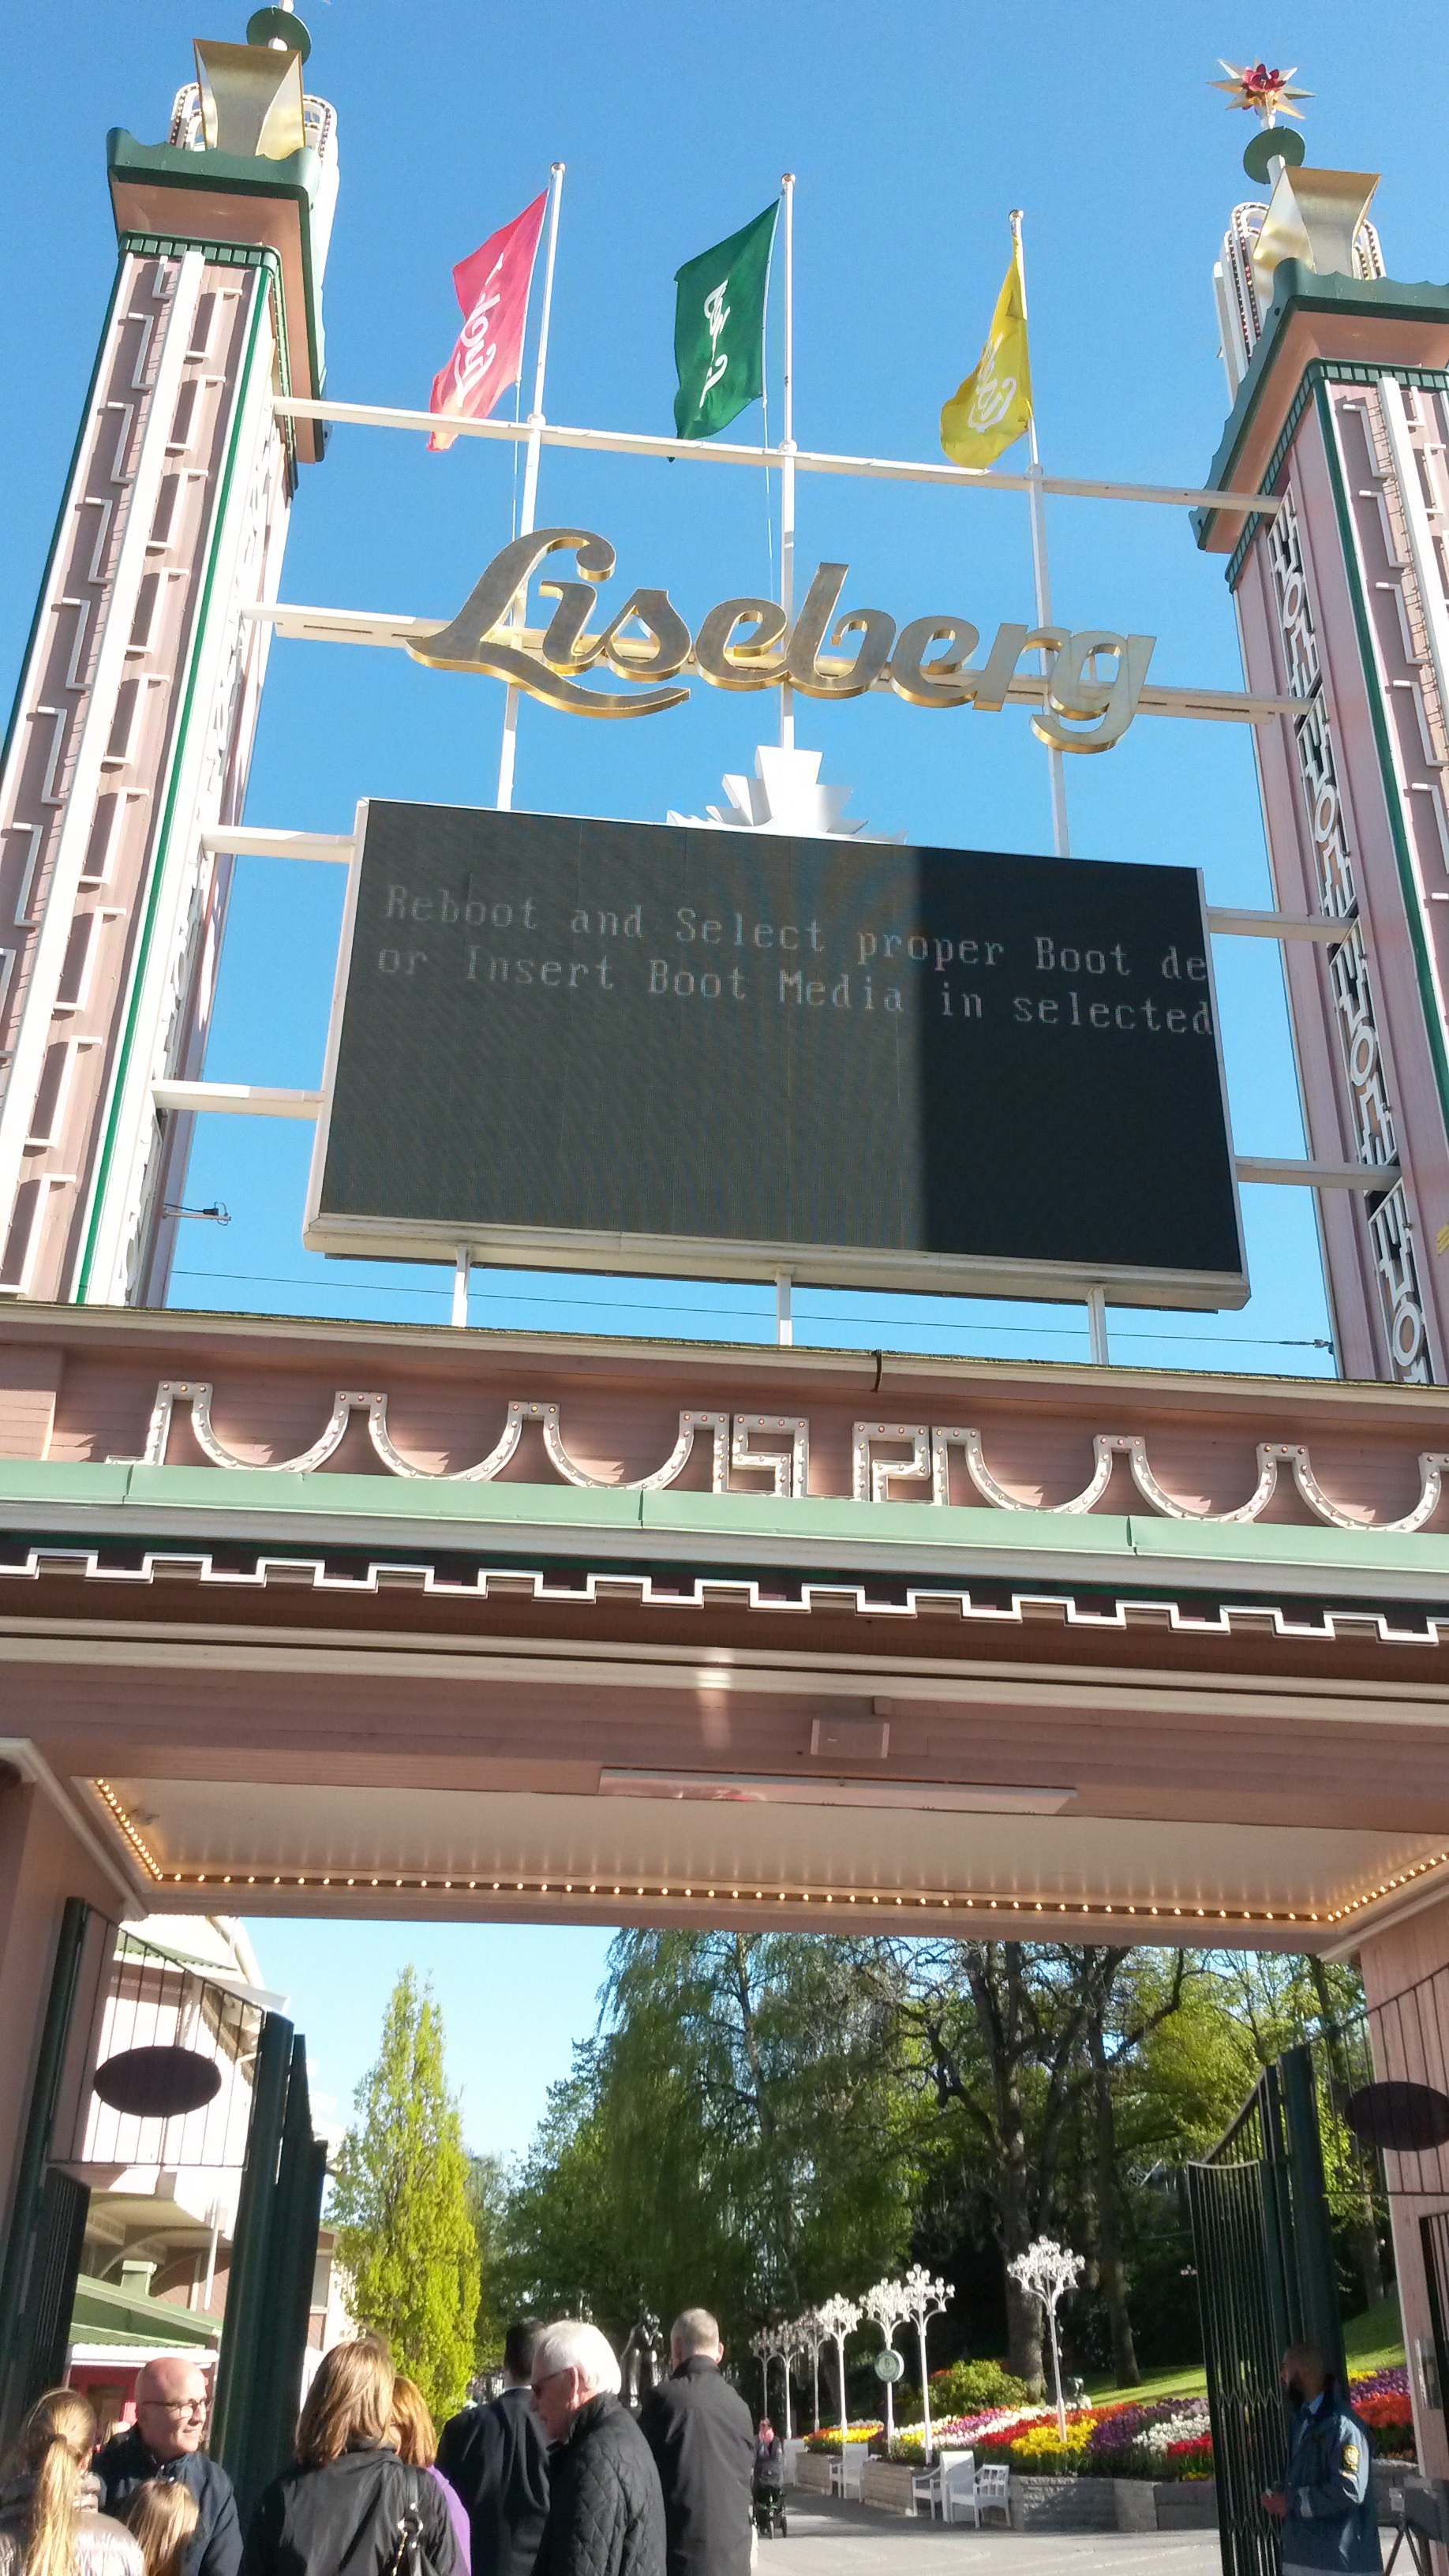 Liseberg
Reboot and Select proper Boot de
or Insert Boot Media in selected